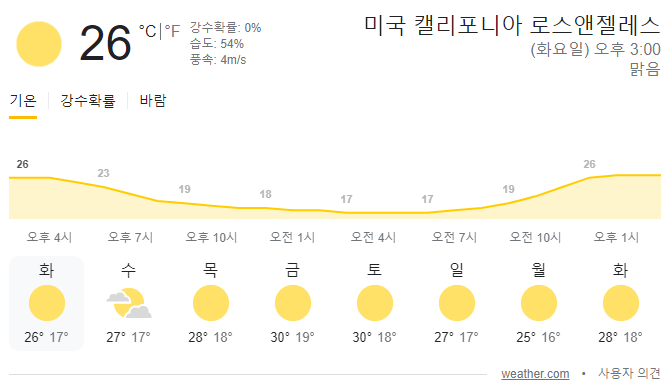 26 °C|°F 강수확률: 0%
습도: 54%
풍속: 4m/s
미국 캘리포니아 로스앤젤레스
(화요일) 오후 3:00
맑음
기온 강수확률 바람
26 23 19 18 17 17 19 26
오후 4시 오후 7시 오후 10시 오전 1시 오전 4시 오전 7시 오전 10시 오후 1시
화 수 목 금 토 일 월 화
26° 17° 27° 17° 28° 18° 30° 19° 30° 18° 27° 17° 25° 16° 28° 18°
weather.com • 사용자 의견